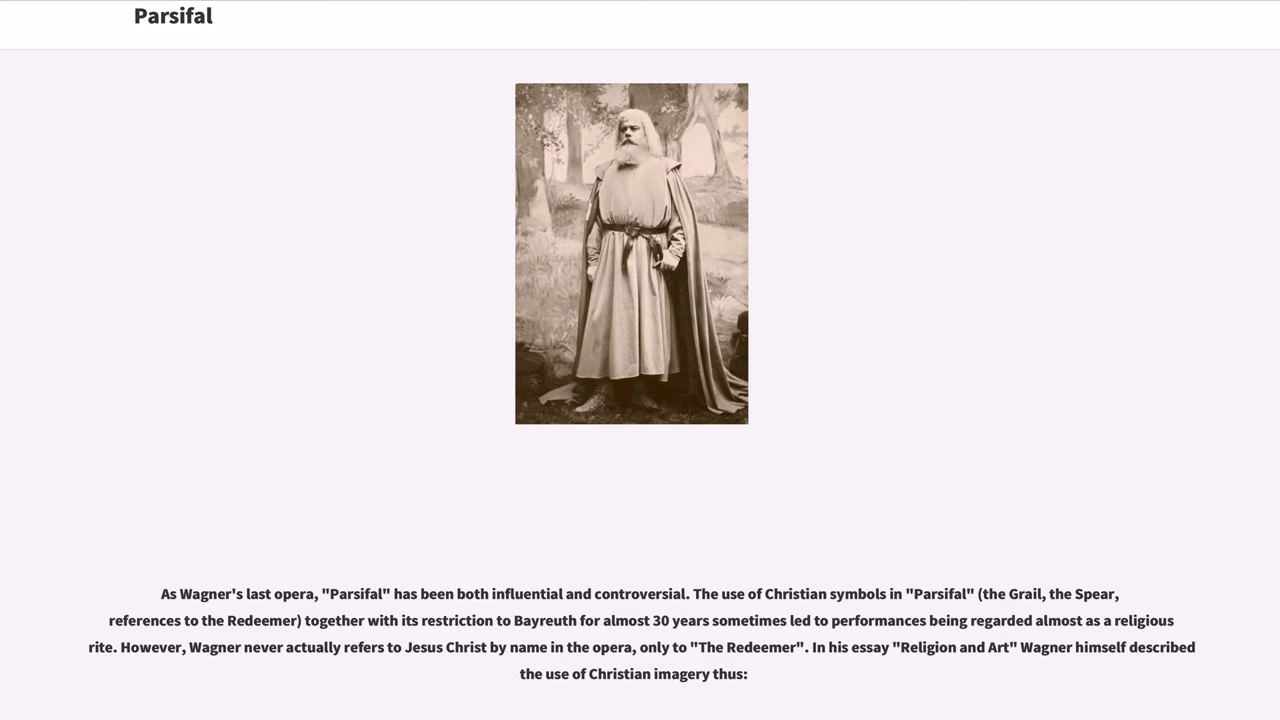 Parsifal
As Wagner's last opera, "Parsifal" has been both influential and controversial. The use of Christian symbols in "Parsifal" (the Grail, the Spear,
references to the Redeemer) together with its restriction to Bayreuth for almost 30 years sometimes led to performances being regarded almost as a religious
rite. However, Wagner never actually refers to Jesus Christ by name in the opera, only to "The Redeemer". In his essay "Religion and Art" Wagner himself described
the use of Christian imagery thus: